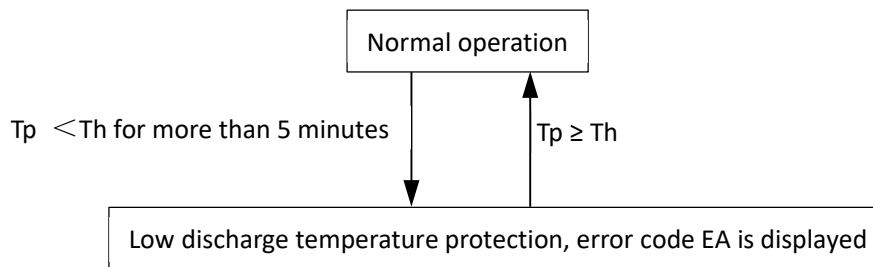 Normal operation
Tp ＜Th for more than 5 minutes
Tp ≥ Th
Low discharge temperature protection, error code EA is displayed